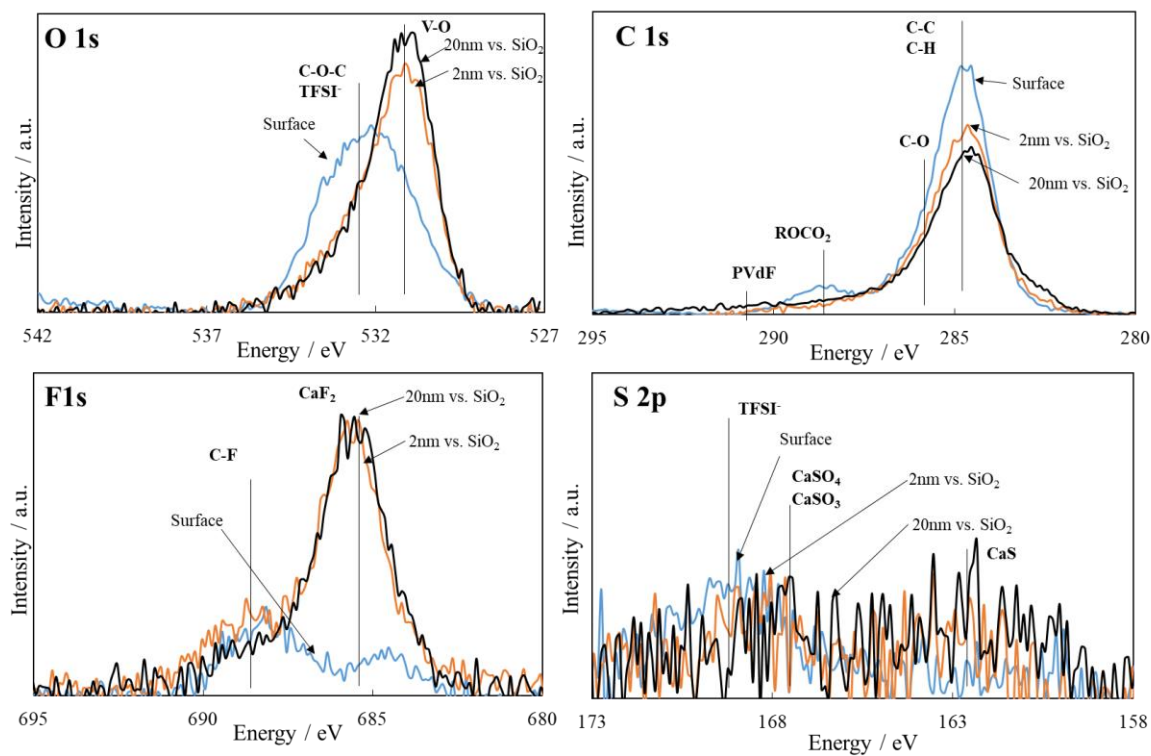 O 1s
V-O
20nm vs. SiO₂
2nm vs. SiO₂
C-O-C
TFSI⁻
Surface
Intensity / a.u.
542
537
531
527
Energy / eV
C 1s
C-C
C-H
Surface
2nm vs. SiO₂
C-O
20nm vs. SiO₂
ROCO₂
PVdF
Intensity / a.u.
295
290
285
280
Energy / eV
F1s
CaF₂
20nm vs. SiO₂
2nm vs. SiO₂
C-F
Surface
Intensity / a.u.
695
690
685
680
Energy / eV
S 2p
TFSI⁻
Surface
CaSO₄
CaSO₃
2nm vs. SiO₂
20nm vs. SiO₂
CaS
Intensity / a.u.
173
168
163
158
Energy / eV